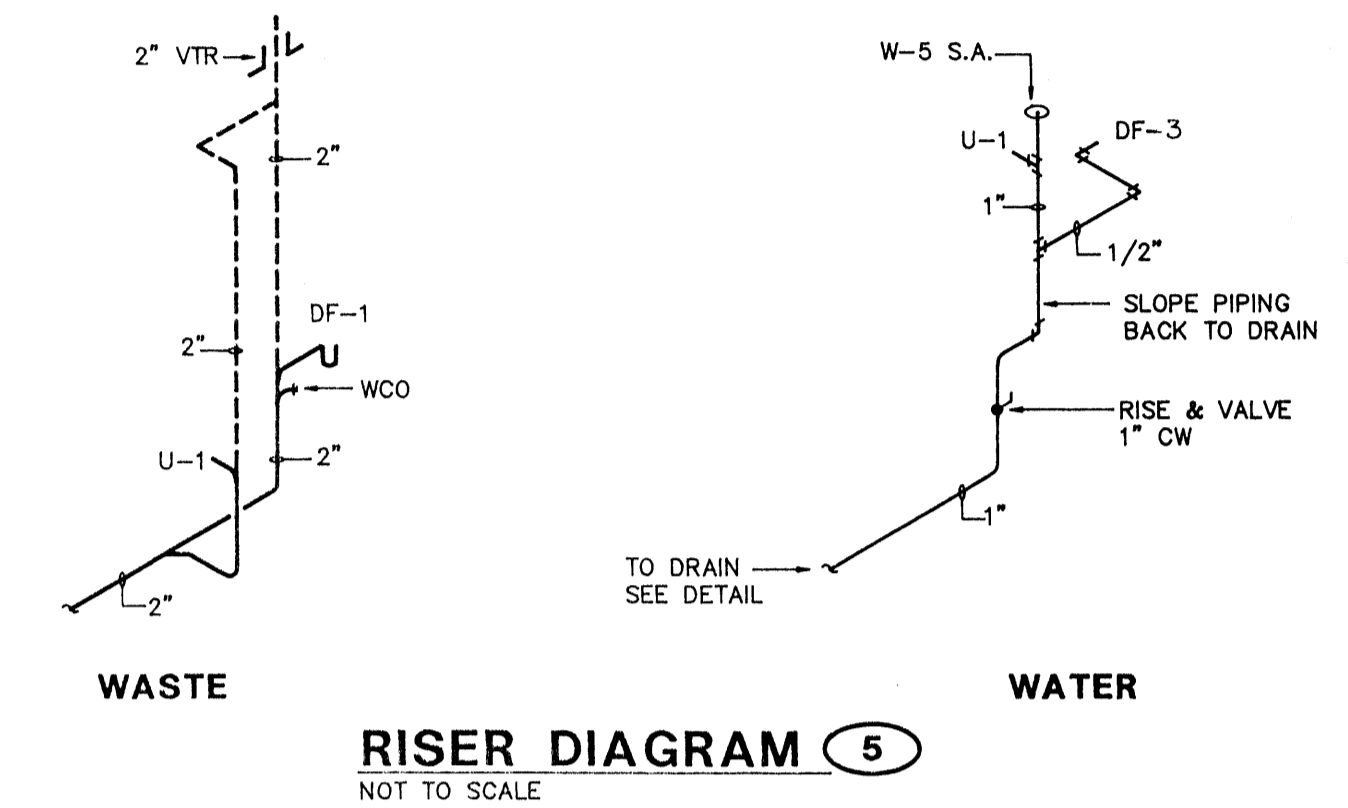 2" VTR
2"
DF-1
2"
WCO
U-1
2"
2"
WASTE
W-5 S.A.
U-1
DF-3
1"
1/2"
SLOPE PIPING
BACK TO DRAIN
RISE & VALVE
1" CW
1"
TO DRAIN
SEE DETAIL
WATER
RISER DIAGRAM 5
NOT TO SCALE